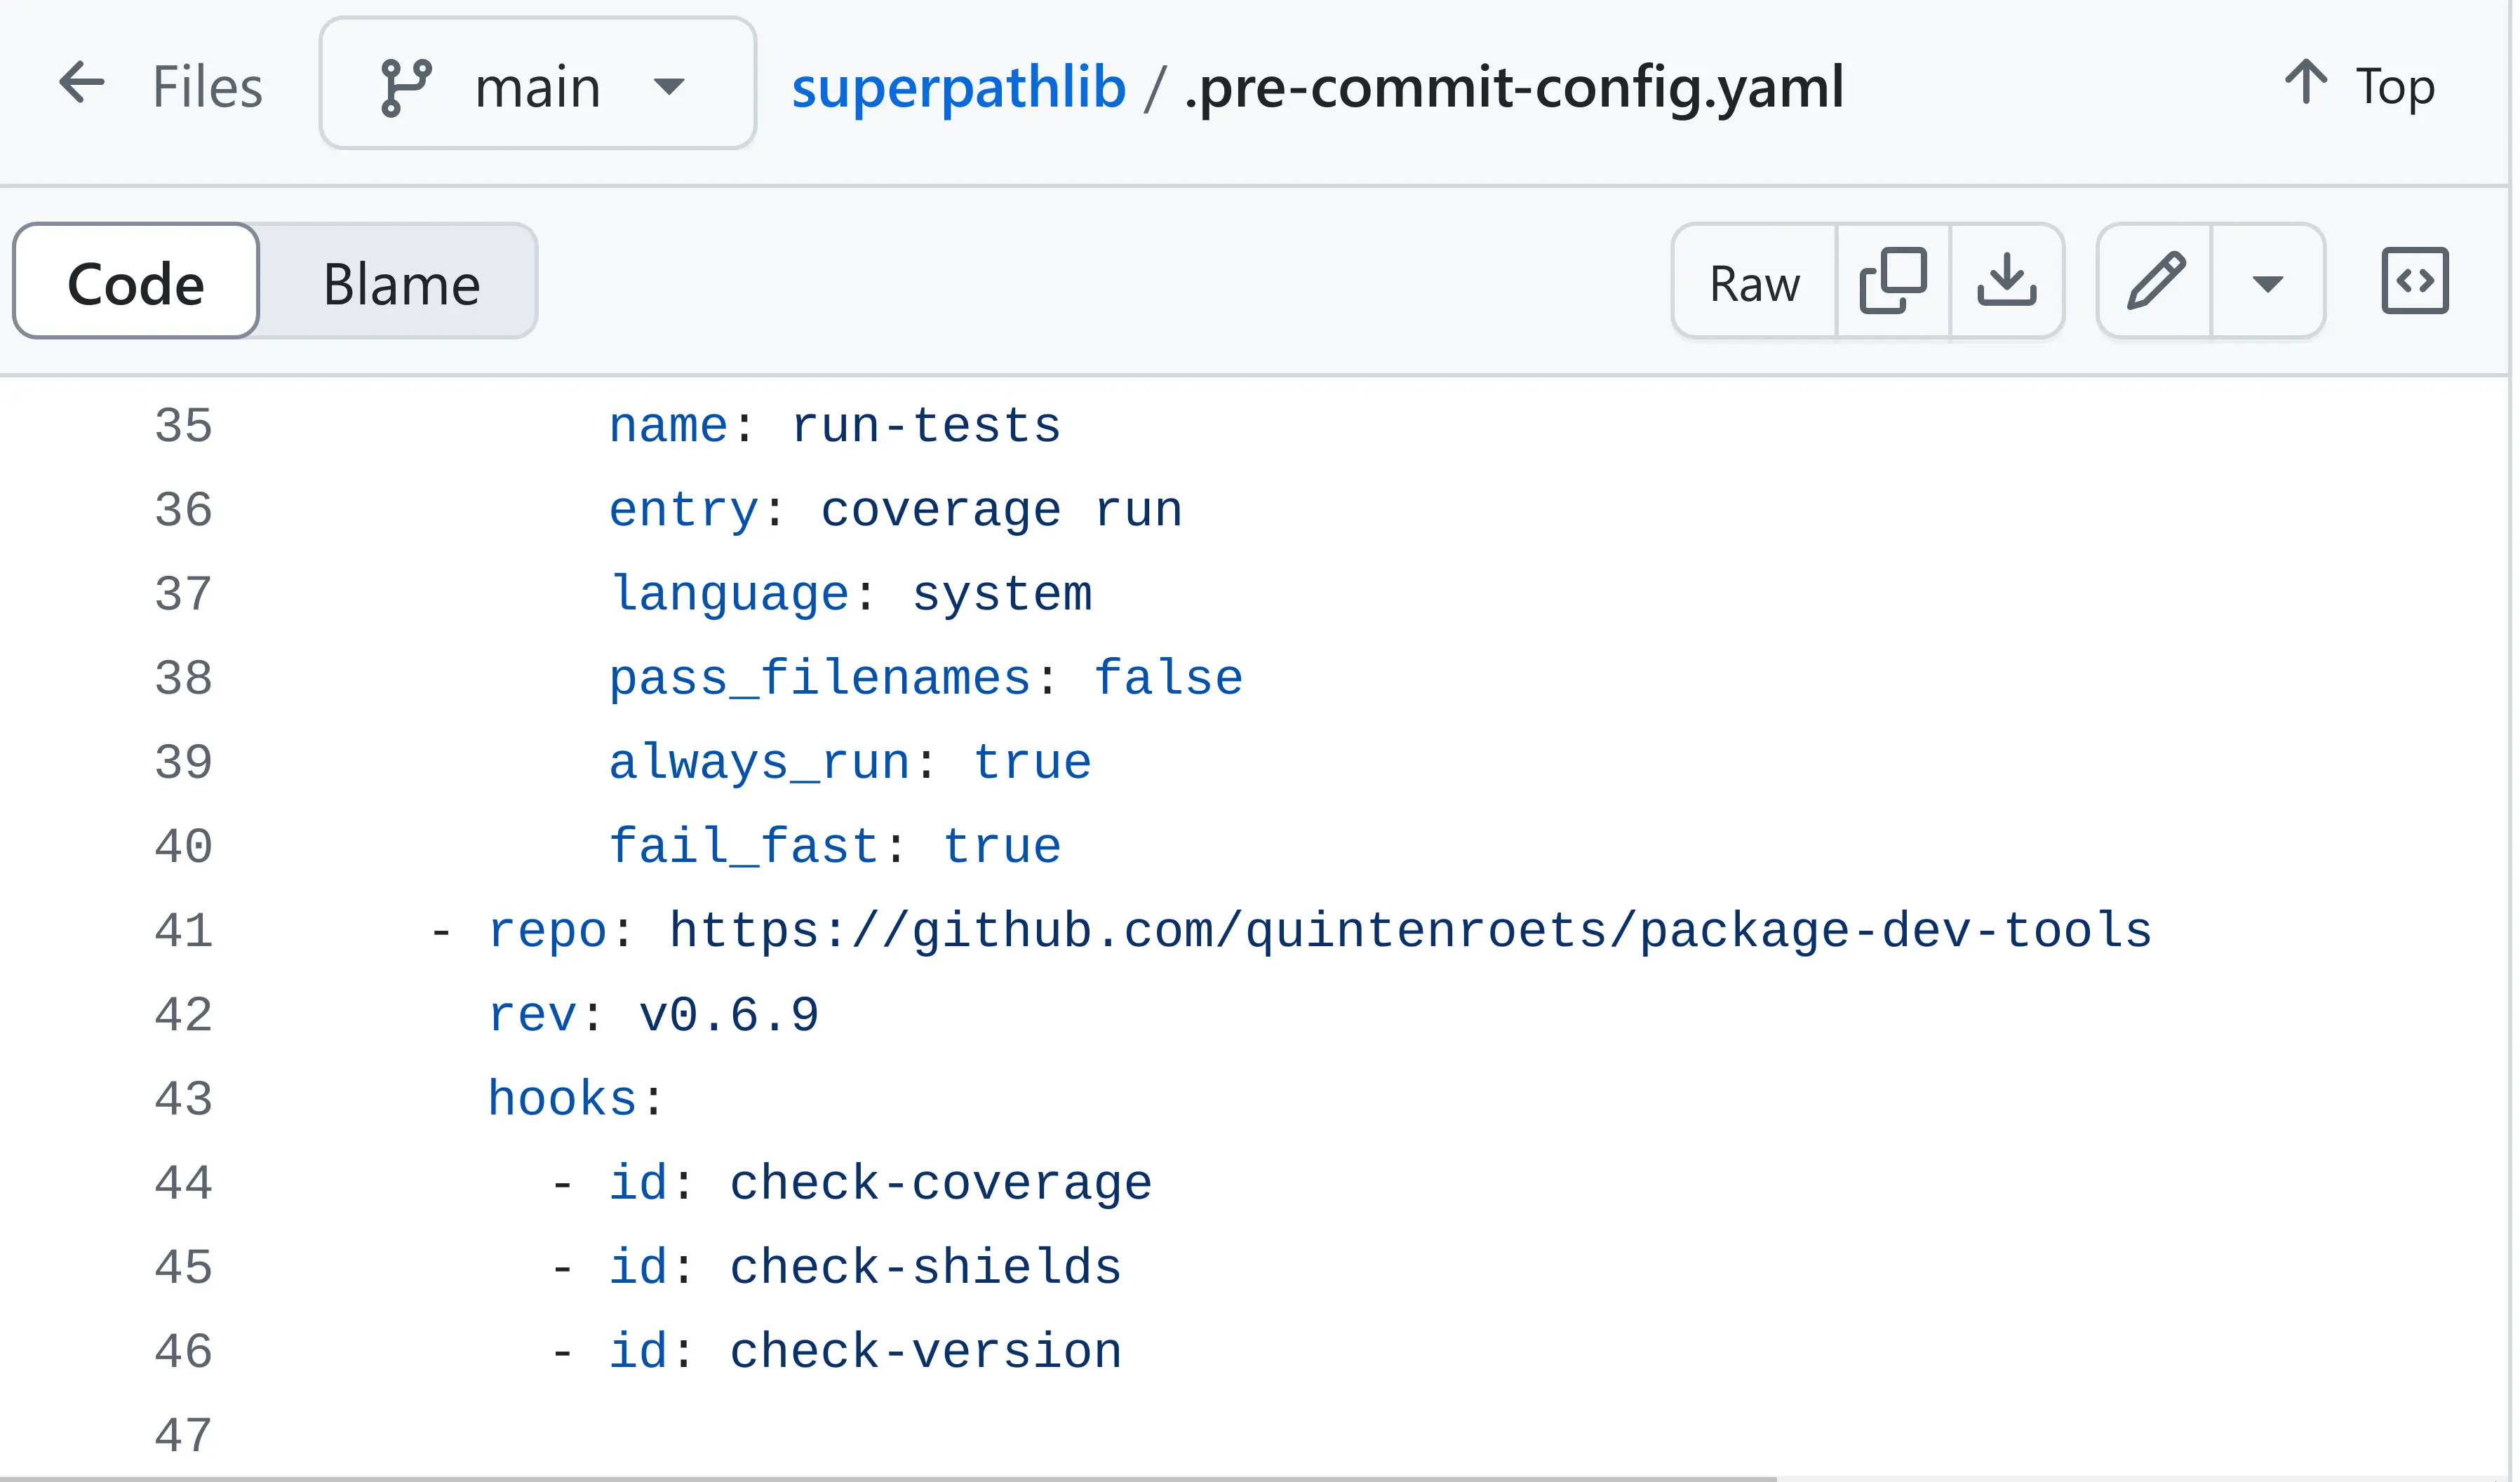 Files main superpathlib / .pre-commit-config.yaml Top
Code Blame Raw
35 name: run-tests
36 entry: coverage run
37 language: system
38 pass_filenames: false
39 always_run: true
40 fail_fast: true
41 - repo: https://github.com/quintenroets/package-dev-tools
42 rev: v0.6.9
43 hooks:
44 - id: check-coverage
45 - id: check-shields
46 - id: check-version
47